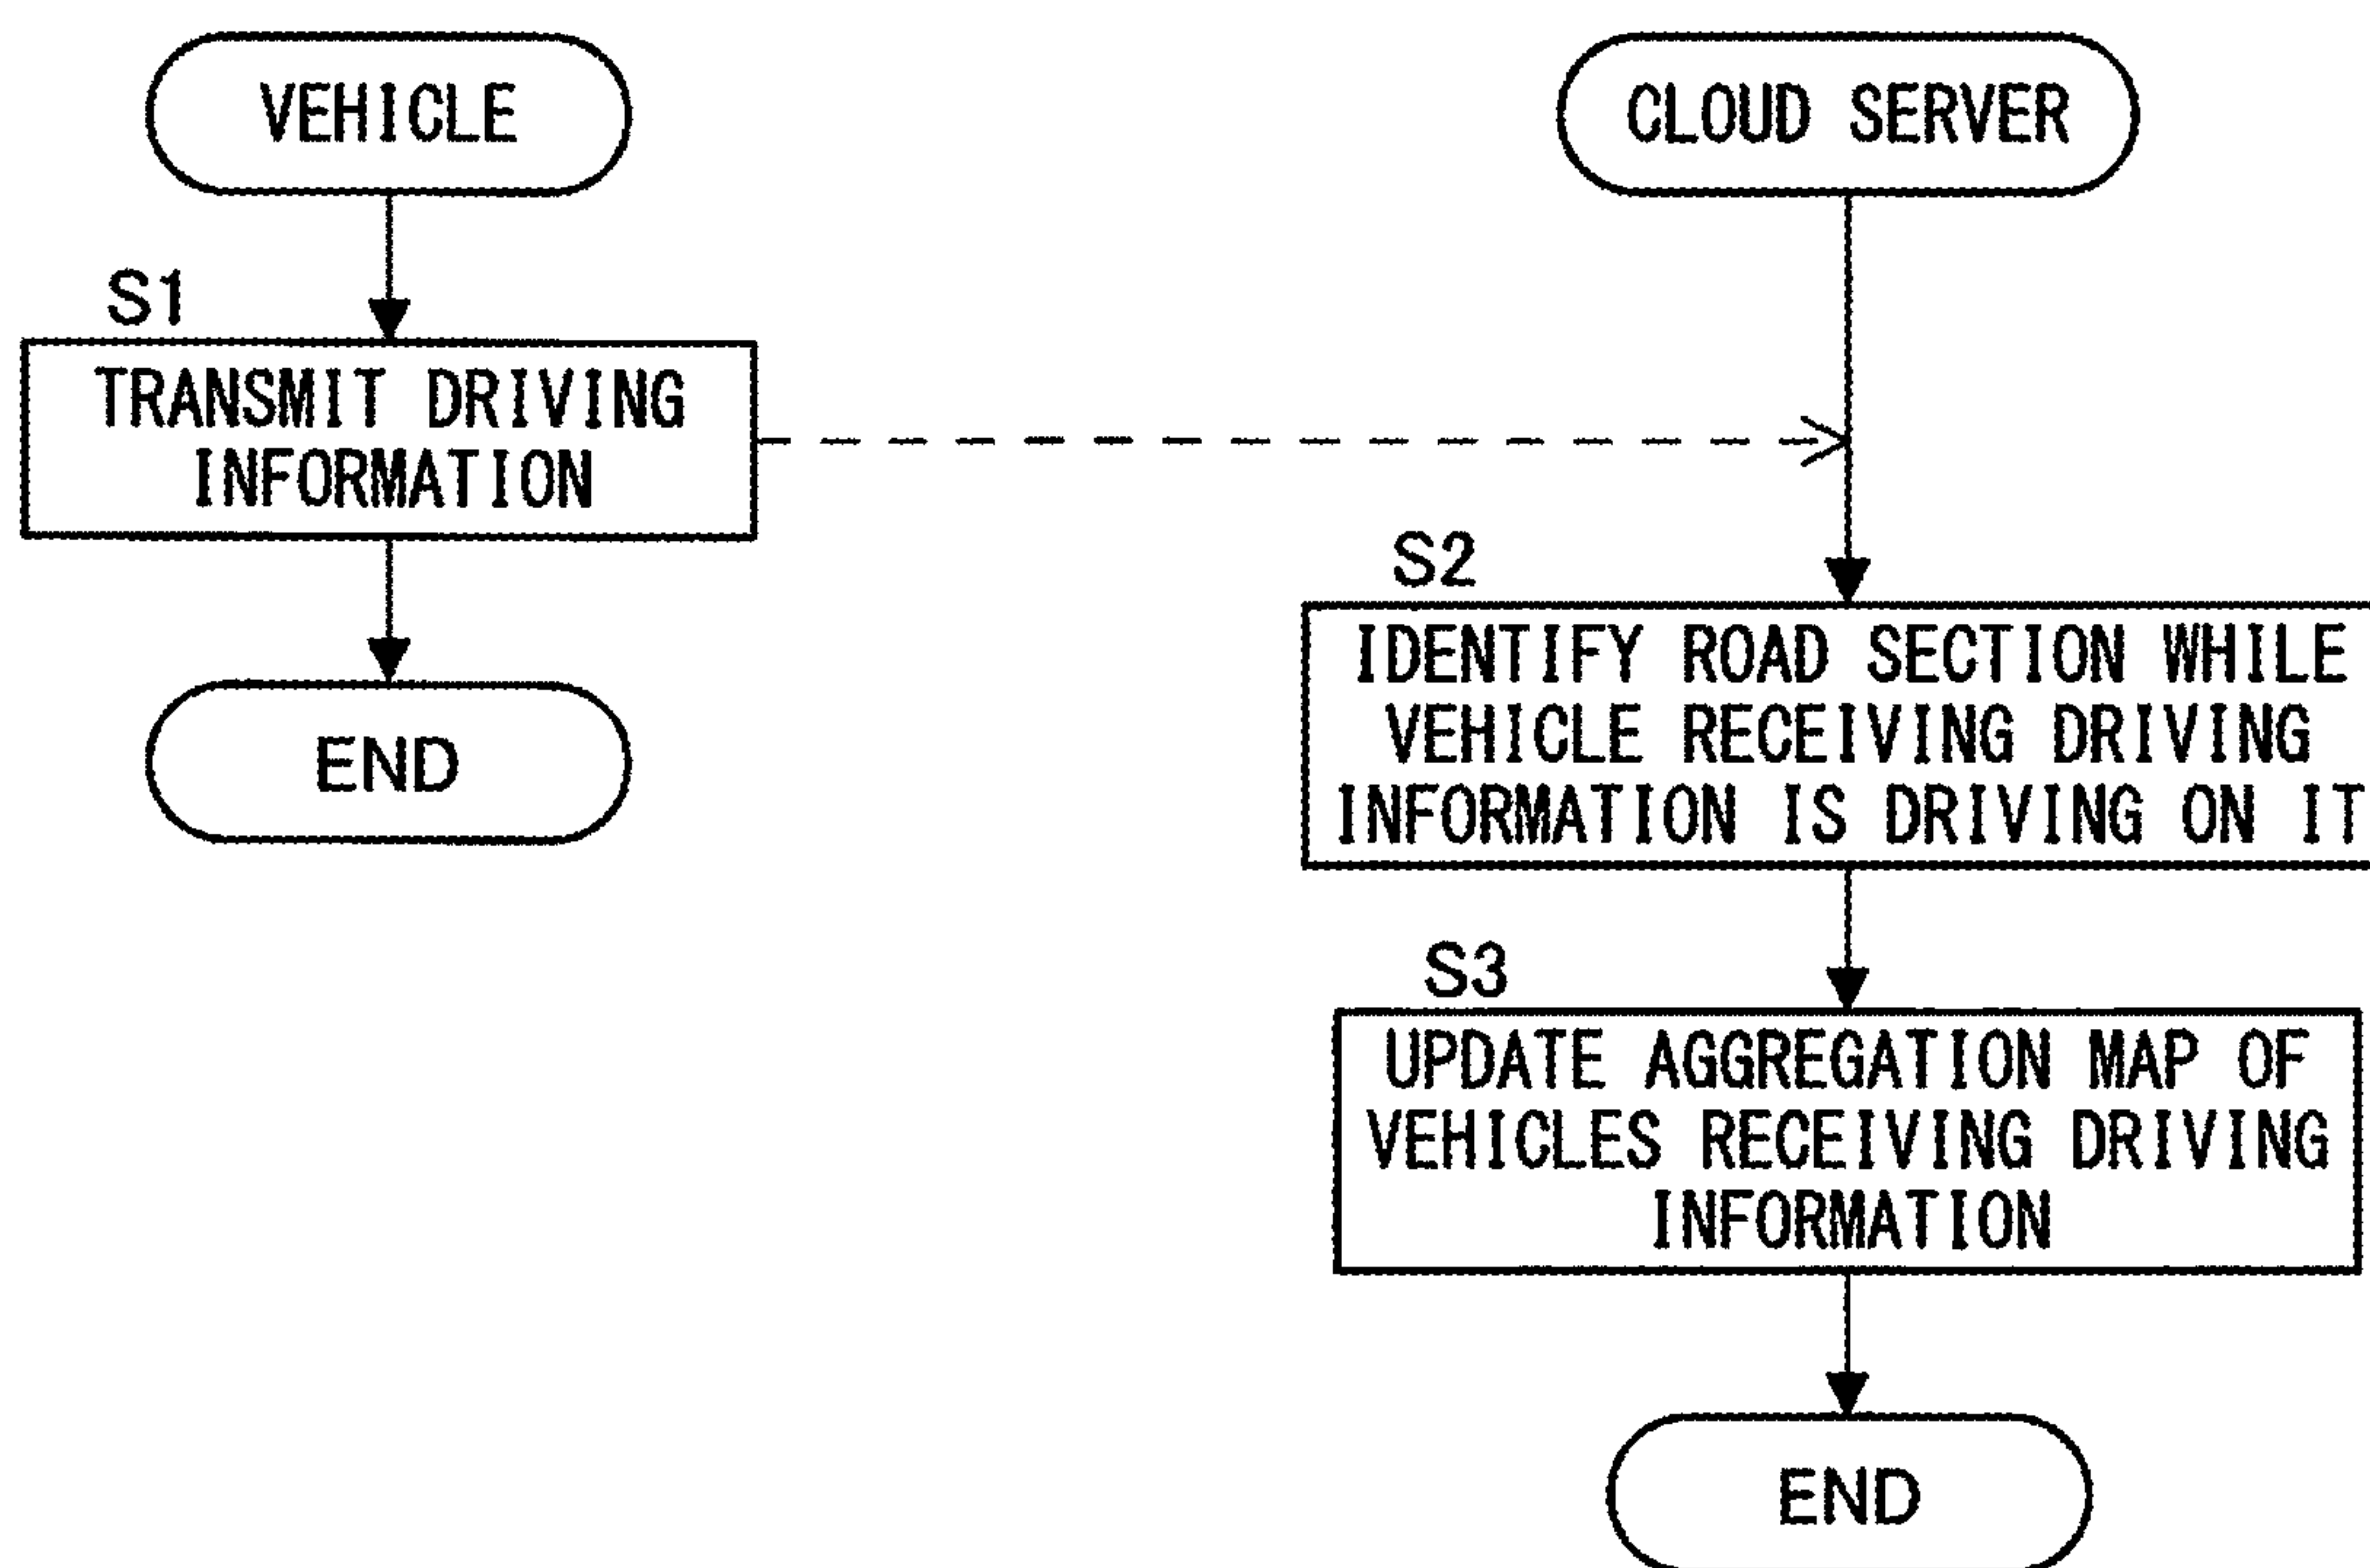 VEHICLE
S1
TRANSMIT DRIVING
INFORMATION
END
CLOUD SERVER
S2
IDENTIFY ROAD SECTION WHILE
VEHICLE RECEIVING DRIVING
INFORMATION IS DRIVING ON IT
S3
UPDATE AGGREGATION MAP OF
VEHICLES RECEIVING DRIVING
INFORMATION
END